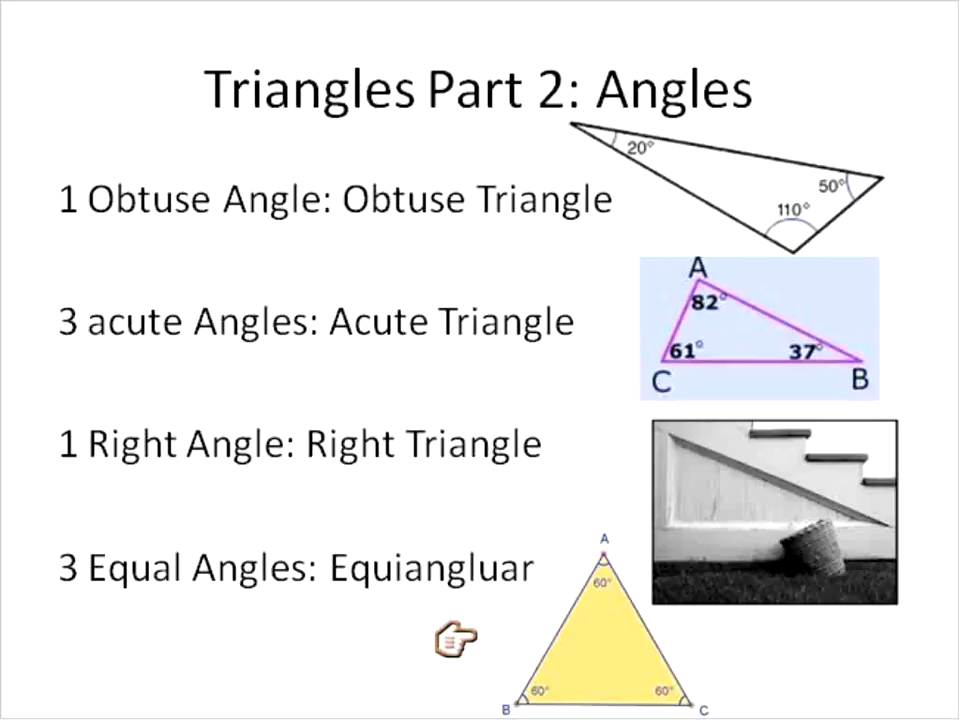 Triangles Part 2: Angles
20°
50°
110°
1 Obtuse Angle: Obtuse Triangle
A
82°
61°
37°
C
B
3 acute Angles: Acute Triangle
1 Right Angle: Right Triangle
3 Equal Angles: Equiangluar
A
60°
60°
60°
B
C